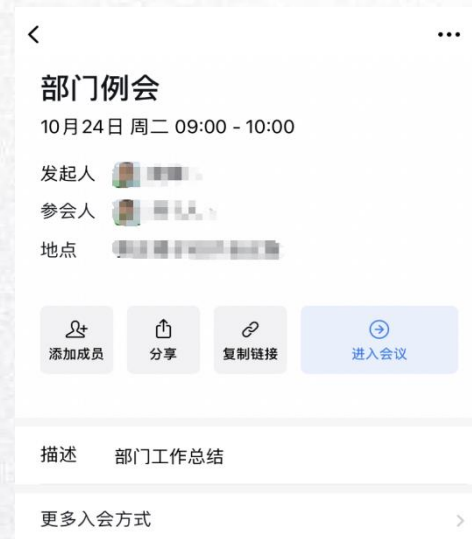 部门例会
10月24日 周二 09:00 - 10:00
发起人
参会人
地点
添加成员 分享 复制链接 进入会议
描述 部门工作总结
更多入会方式